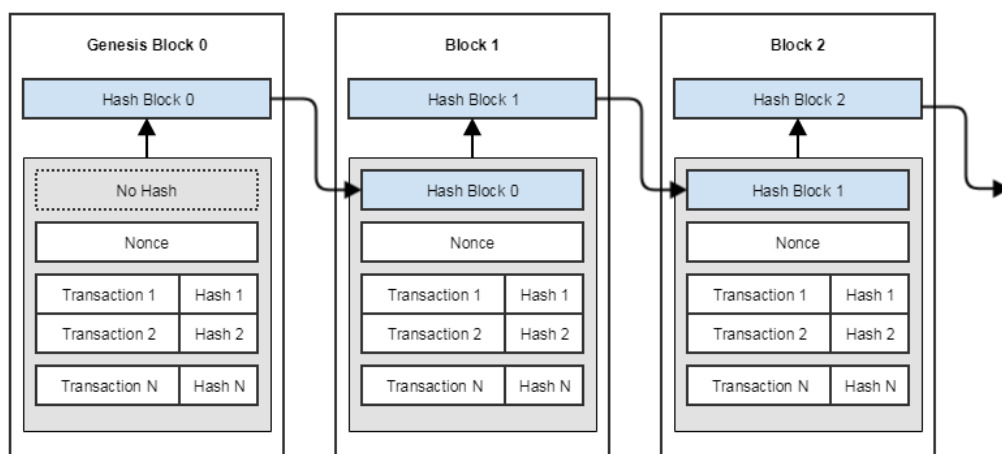 Genesis Block 0
Hash Block 0
No Hash
Nonce
Transaction 1 Hash 1
Transaction 2 Hash 2
Transaction N Hash N
Block 1
Hash Block 1
Hash Block 0
Nonce
Transaction 1 Hash 1
Transaction 2 Hash 2
Transaction N Hash N
Block 2
Hash Block 2
Hash Block 1
Nonce
Transaction 1 Hash 1
Transaction 2 Hash 2
Transaction N Hash N